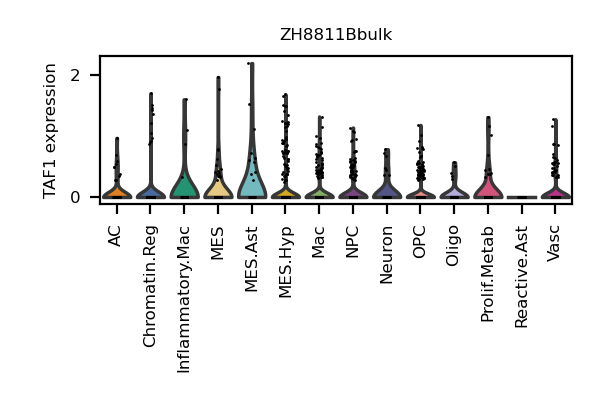 ZH8811Bbulk
TAF1 expression
2
0
AC
Chromatin.Reg
Inflammatory.Mac
MES
MES.Ast
MES.Hyp
Mac
NPC
Neuron
OPC
Oligo
Prolif.Metab
Reactive.Ast
Vasc